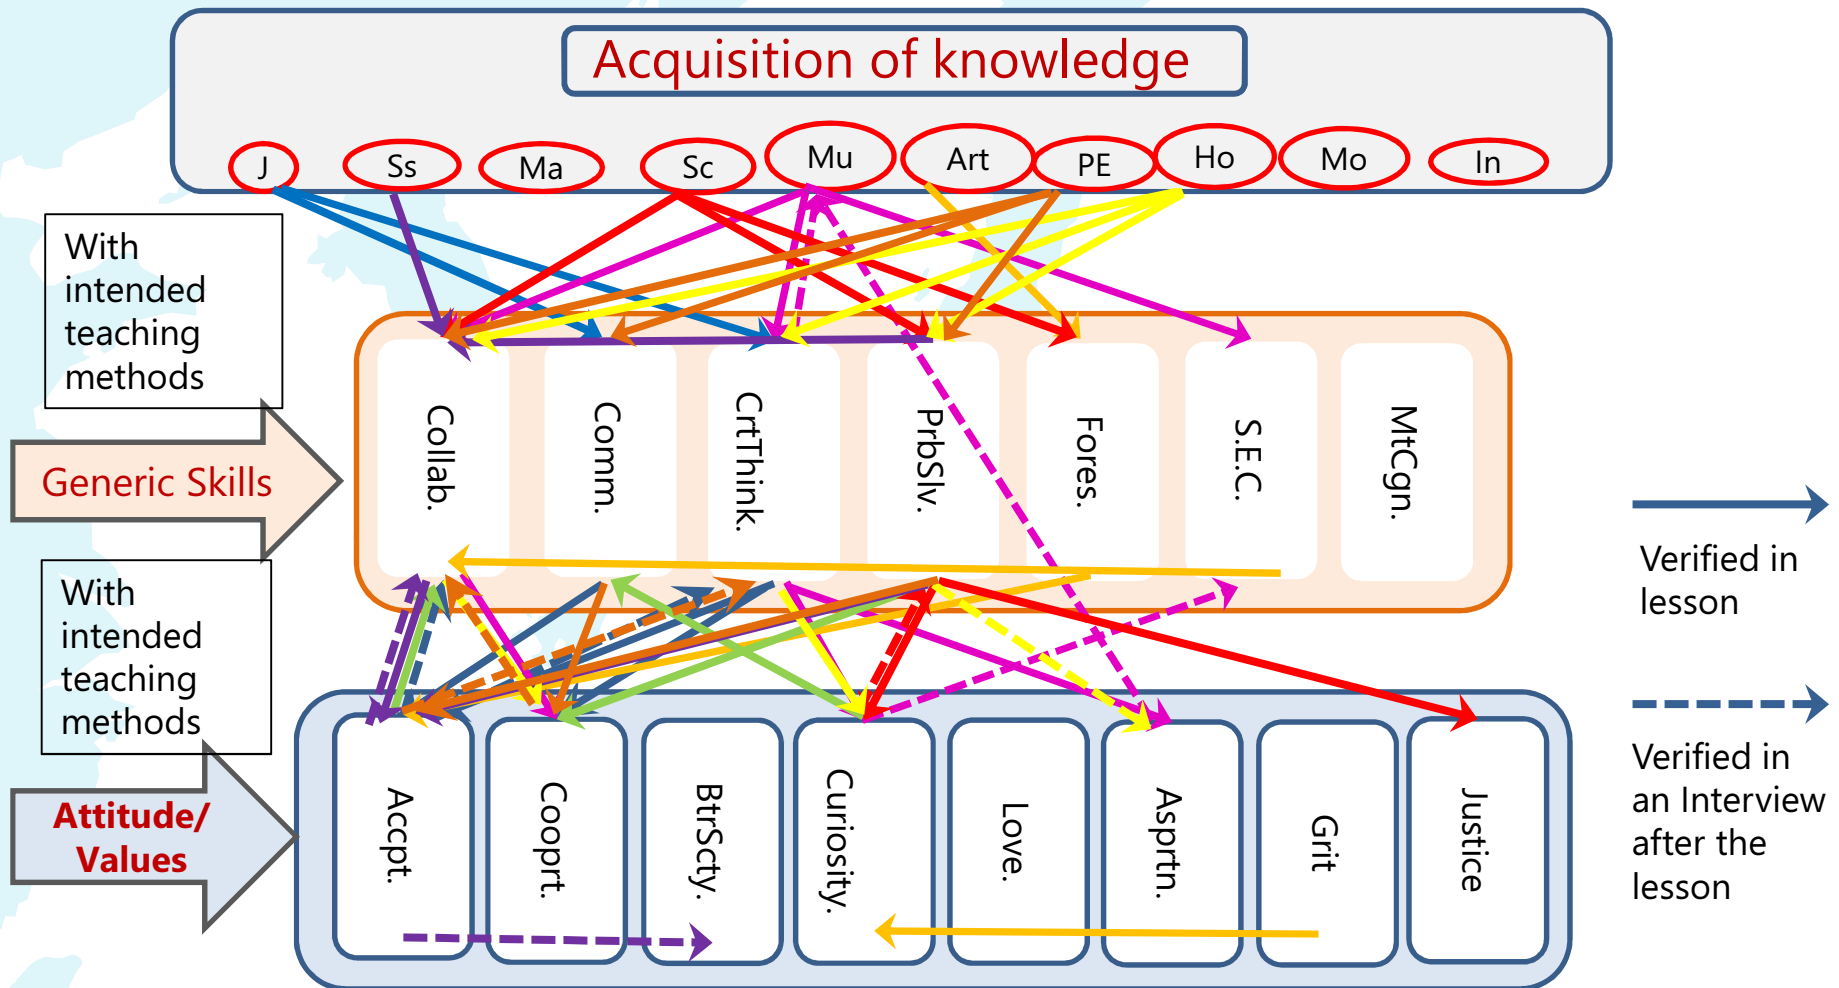 Acquisition of knowledge
J Ss Ma Sc Mu Art PE Ho Mo In
With
intended
teaching
methods
Generic Skills
Collab.
Comm.
CrtThink.
PrbSlv.
Fores.
S.E.C.
MtCgn.
Verified in
lesson
With
intended
teaching
methods
Attitude/
Values
Accpt.
Cooprt.
BtrScty.
Curiosity.
Love.
Asprtn.
Grit
Justice
Verified in
an Interview
after the
lesson